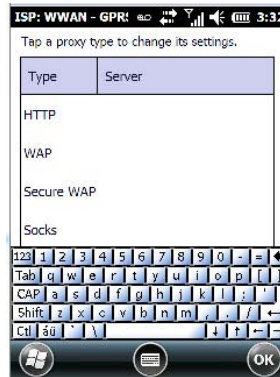 ISP: WWAN - GPR: 3:32
Tap a proxy type to change its settings.
Type Server
HTTP
WAP
Secure WAP
Socks
123 1 2 3 4 5 6 7 8 9 0 - =
Tab q w e r t y u i o p [ ]
CAP a s d f g h j k l ; '
Shift z x c v b n m , . /
Ctl áü ` \
OK